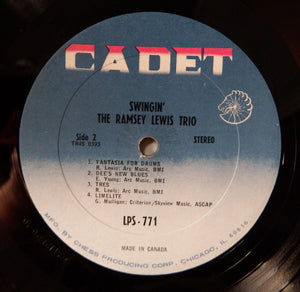 CADET
SWINGIN'
THE RAMSEY LEWIS TRIO
Side 2
STEREO
1. FANTASIA FOR DRUMS
R. Lewis; Arc Music, BMI
2. DEE'S NEW BLUES
E. Young; Arc Music, BMI
3. TRES
R. Lewis; Arc Music, BMI
4. LIMELITE
G. Mulligan; Criterion/Skyview Music, ASCAP
LPS-771
MADE IN CANADA
MFG. BY CHESS PRODUCING CORP. CHICAGO, IL 60616